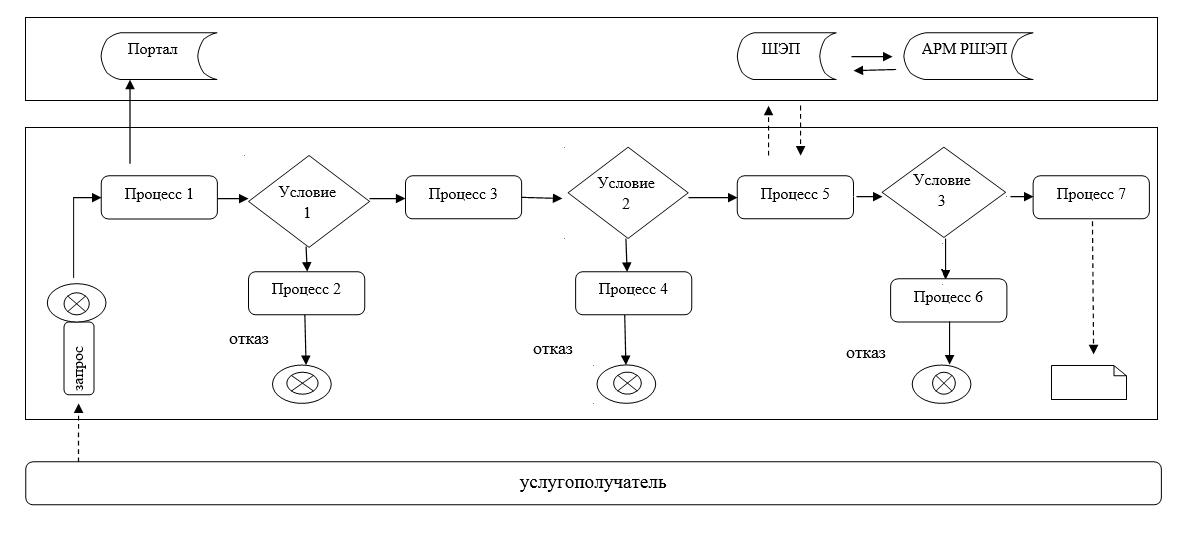 Портал
ШЭП
АРМ РШЭП
Процесс 1
Условие
1
Процесс 3
Условие
2
Процесс 5
Условие
3
Процесс 7
Процесс 2
Процесс 4
Процесс 6
отказ
отказ
отказ
запрос
услугополучатель